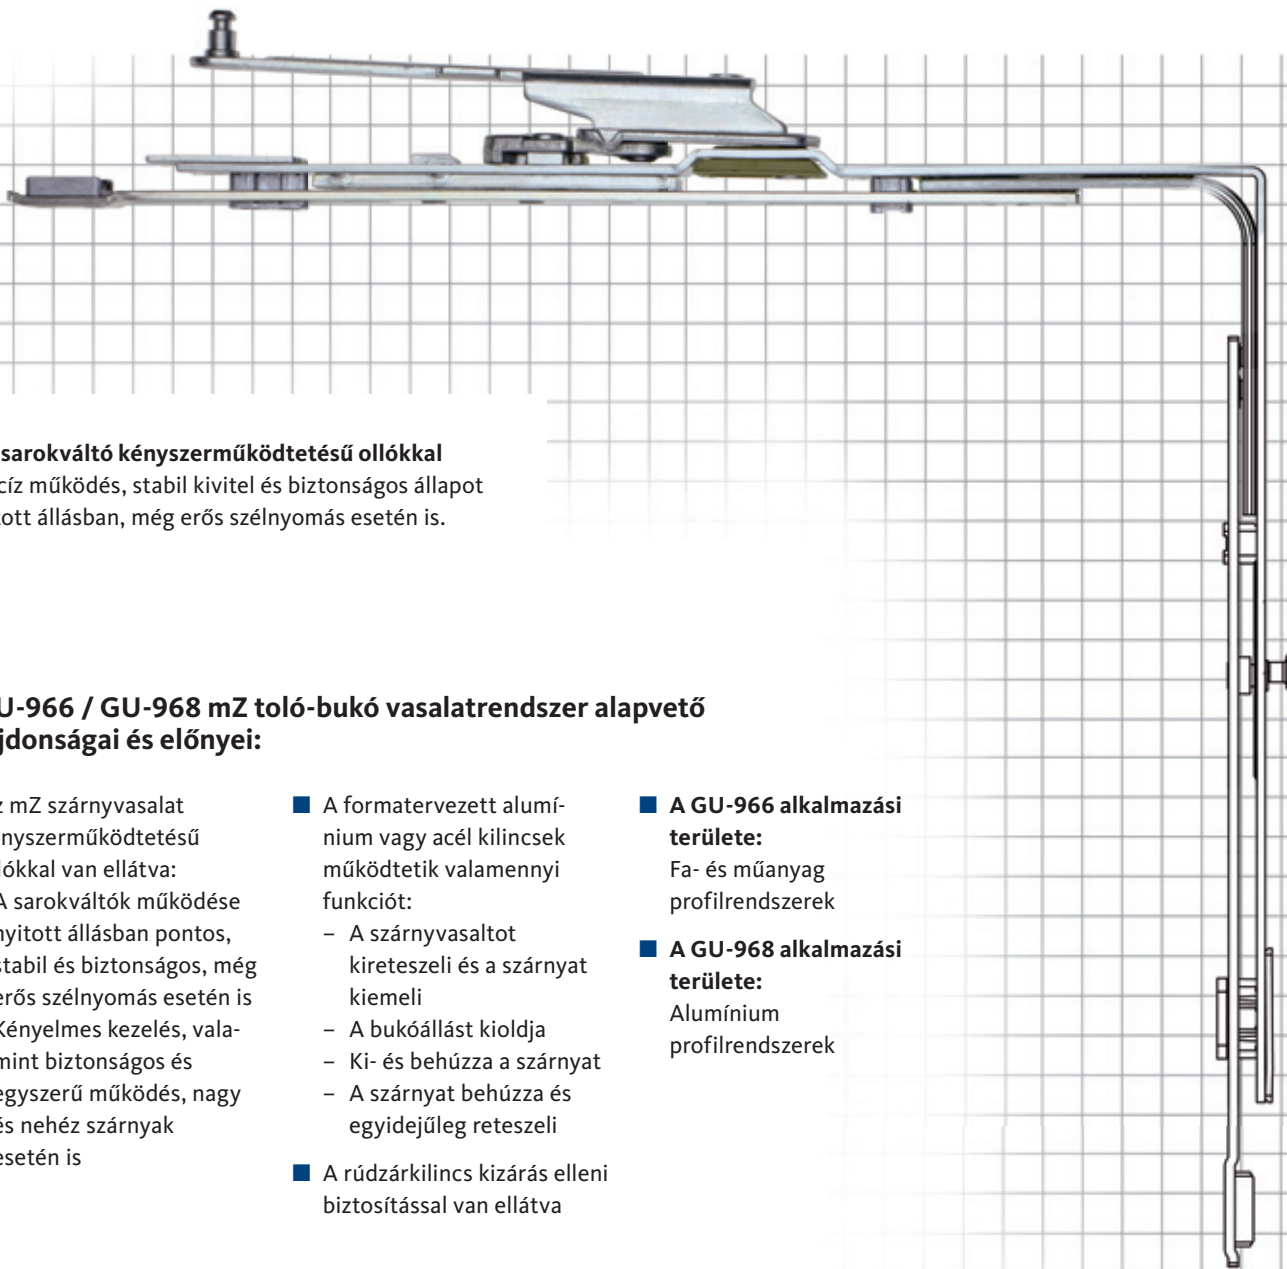 sarokváltó kényszerműködtetésű ollókkal
cíz működés, stabil kivitel és biztonságos állapot
ott állásban, még erős szélnyomás esetén is.
U-966 / GU-968 mZ toló-bukó vasalatrendszer alapvető
jdonságai és előnyei:
z mZ szárnyvasalat
nyszerműködtetésű
lókkal van ellátva:
A sarokváltók működése
nyitott állásban pontos,
stabil és biztonságos, még
erős szélnyomás esetén is
Kényelmes kezelés, vala-
mint biztonságos és
egyszerű működés, nagy
és nehéz szárnyak
esetén is
■ A formatervezett alumí-
nium vagy acél kilincsek
működtetik valamennyi
funkciót:
– A szárnyvasaltot
kireteszeli és a szárnyat
kiemeli
– A bukóállást kioldja
– Ki- és behúzza a szárnyat
– A szárnyat behúzza és
egyidejűleg reteszeli
■ A rúdzárkilincs kizárás elleni
biztosítással van ellátva
■ A GU-966 alkalmazási
területe:
Fa- és műanyag
profilrendszerek
■ A GU-968 alkalmazási
területe:
Alumínium
profilrendszerek